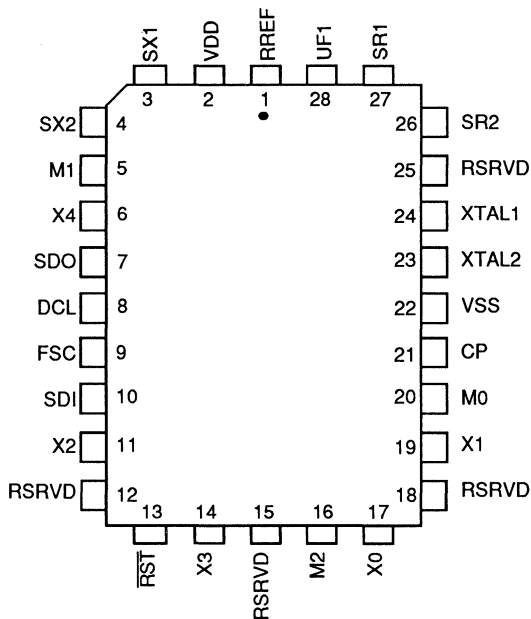 SX1 VDD RREF UF1 SR1
3 2 1 28 27
SX2 4 26 SR2
M1 5 25 RSRVD
X4 6 24 XTAL1
SDO 7 23 XTAL2
DCL 8 22 VSS
FSC 9 21 CP
SDI 10 20 M0
X2 11 19 X1
RSRVD 12 18 RSRVD
13 14 15 16 17
R̅S̅T̅ X3 RSRVD M2 X0